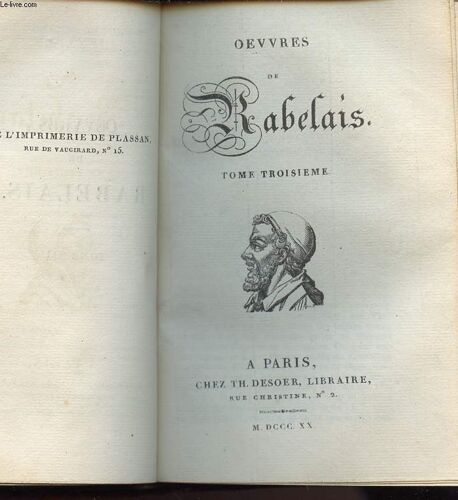 Le-livre.com
E L'IMPRIMERIE DE PLASSAN,
RUE DE VAUGIRARD, N° 15.
OEVVRES
DE
Rabelais.
TOME TROISIEME
A PARIS,
CHEZ TH. DESOER, LIBRAIRE,
RUE CHRISTINE, N° 2.
M. DCCC. XX